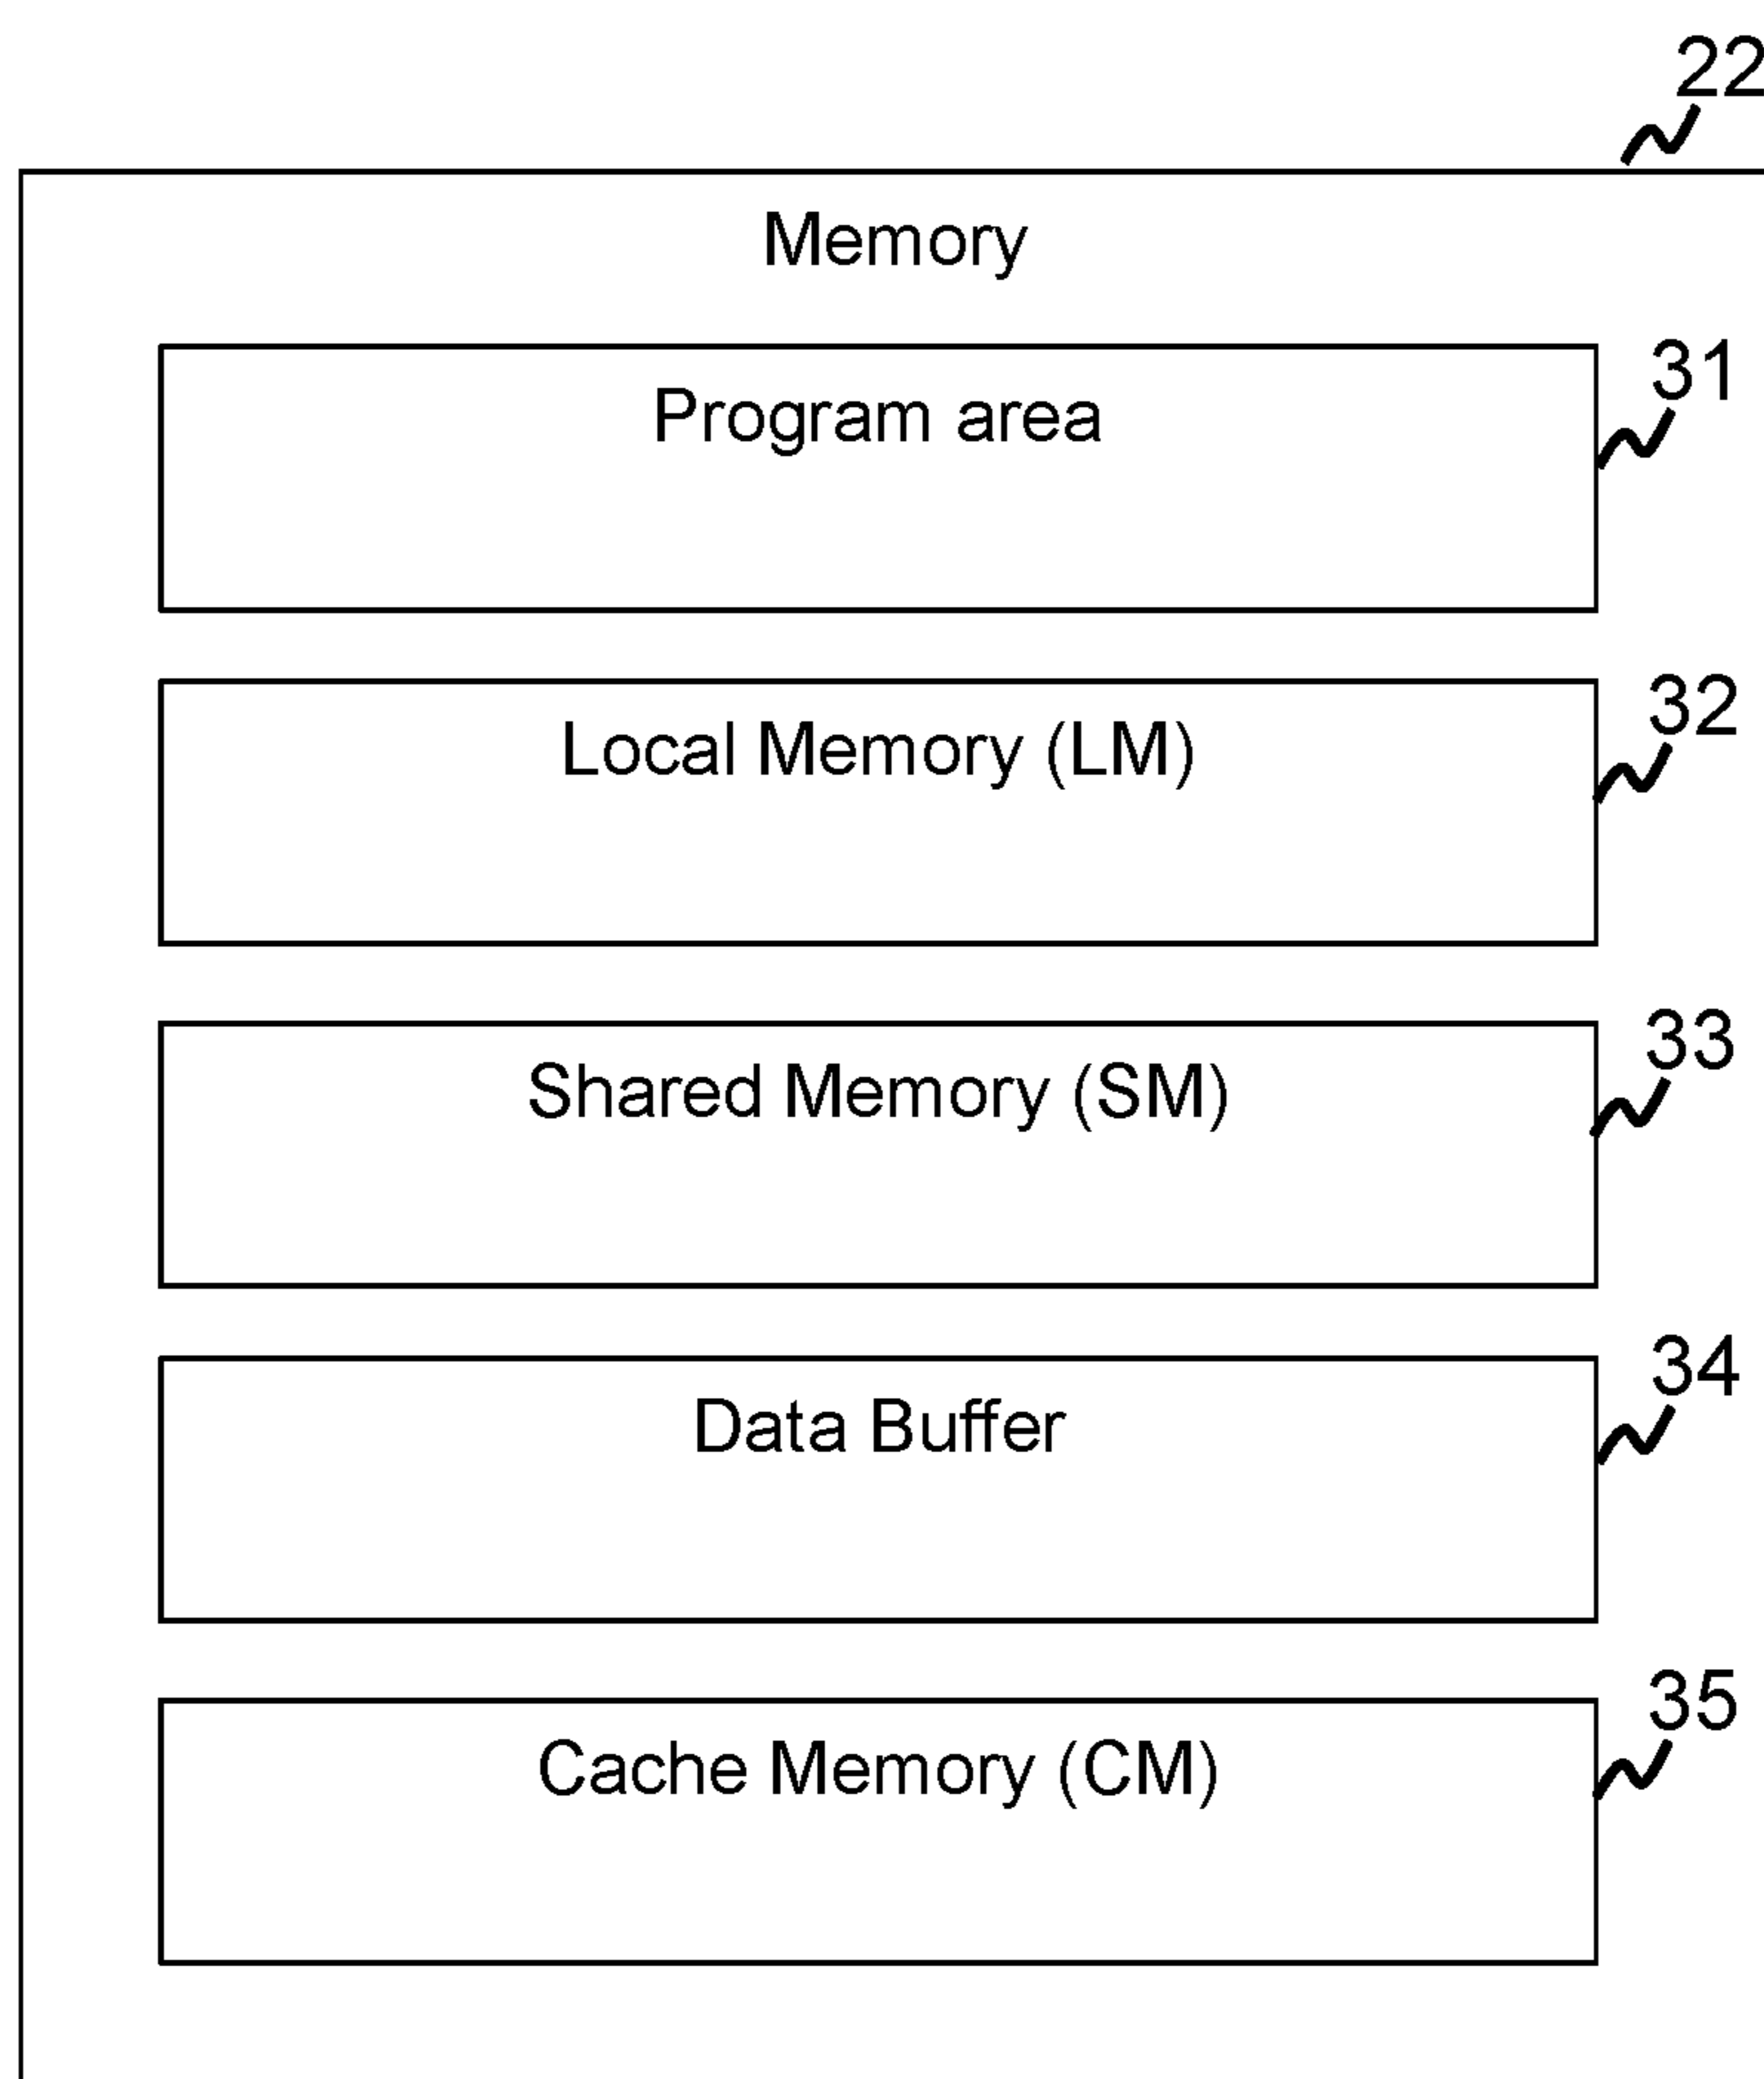 22
Memory
31
Program area
32
Local Memory (LM)
33
Shared Memory (SM)
34
Data Buffer
35
Cache Memory (CM)